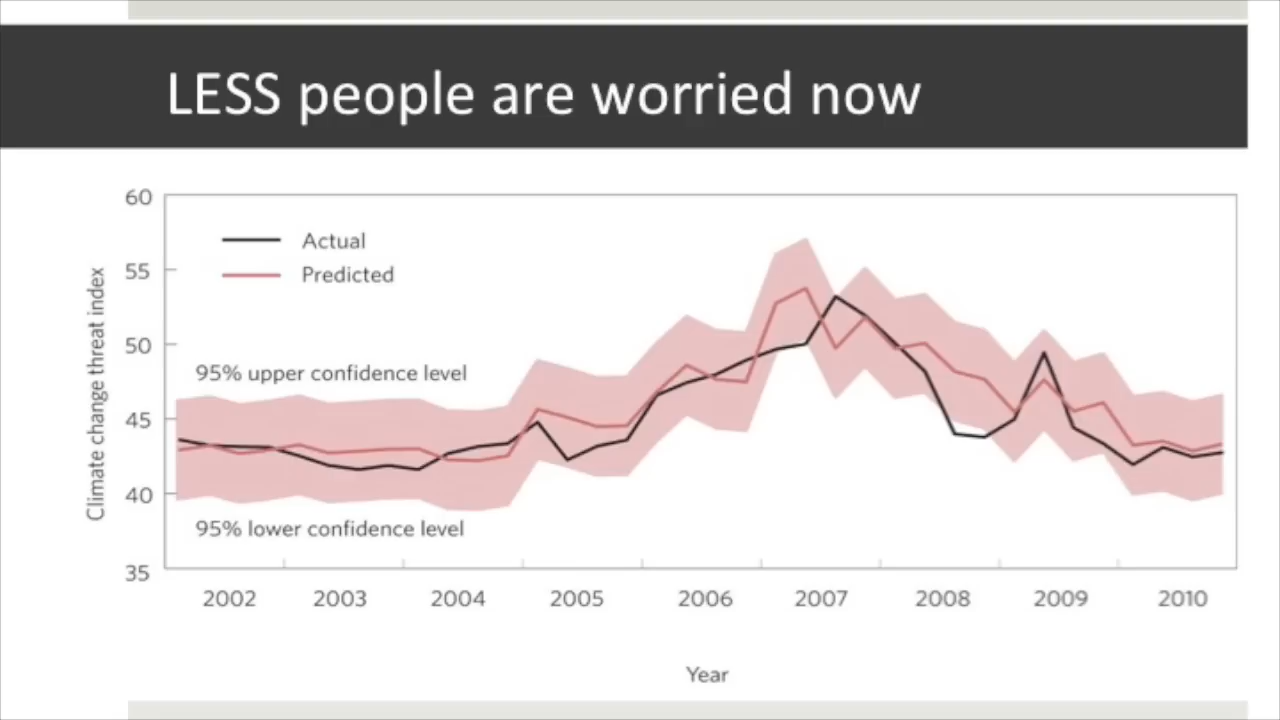 LESS people are worried now
60
Actual
55
Predicted
50
95% upper confidence level
45
Climate change threat index
40
95% lower confidence level
35
2002 2003 2004 2005 2006 2007 2008 2009 2010
Year